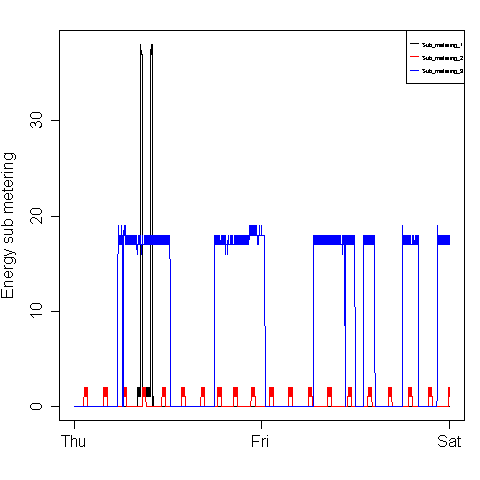 Sub_metering_1
Sub_metering_2
Sub_metering_3
Energy sub metering
30
20
10
0
Thu Fri Sat